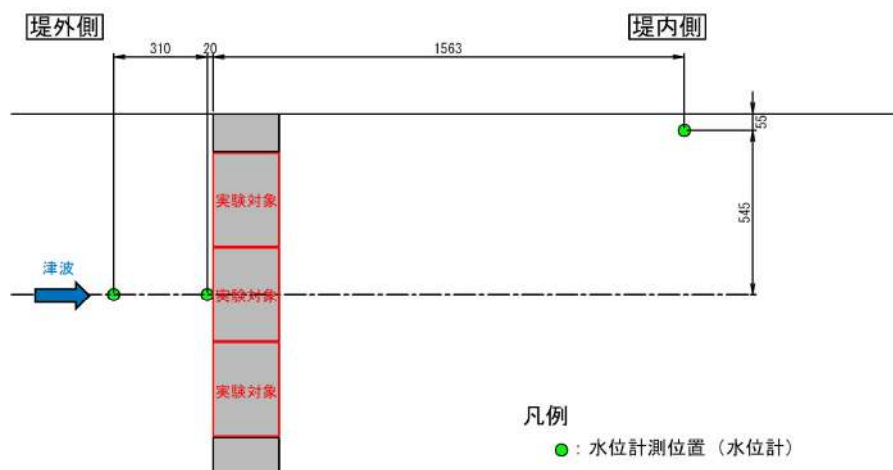 堤外側
堤内側
310
20
1563
55
545
実験対象
津波
実験対象
実験対象
凡例
：水位計測位置（水位計）